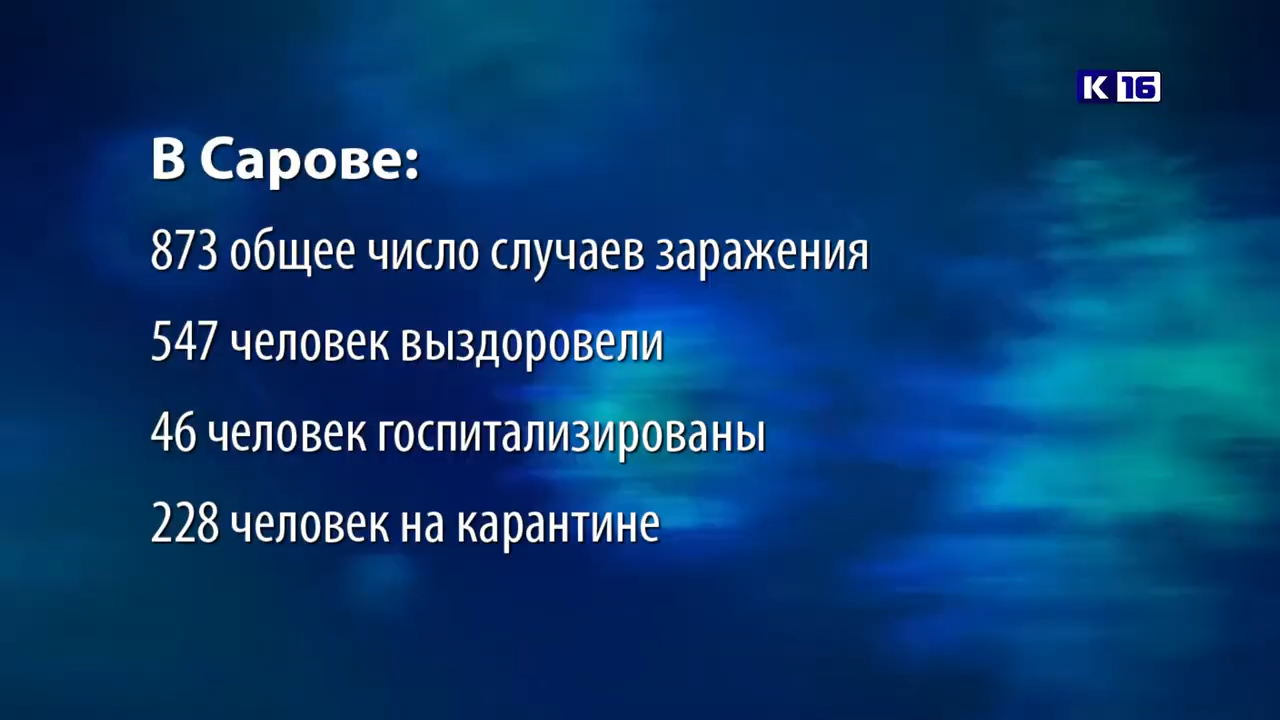 К 16
В Сарове:
873 общее число случаев заражения
547 человек выздоровели
46 человек госпитализированы
228 человек на карантине